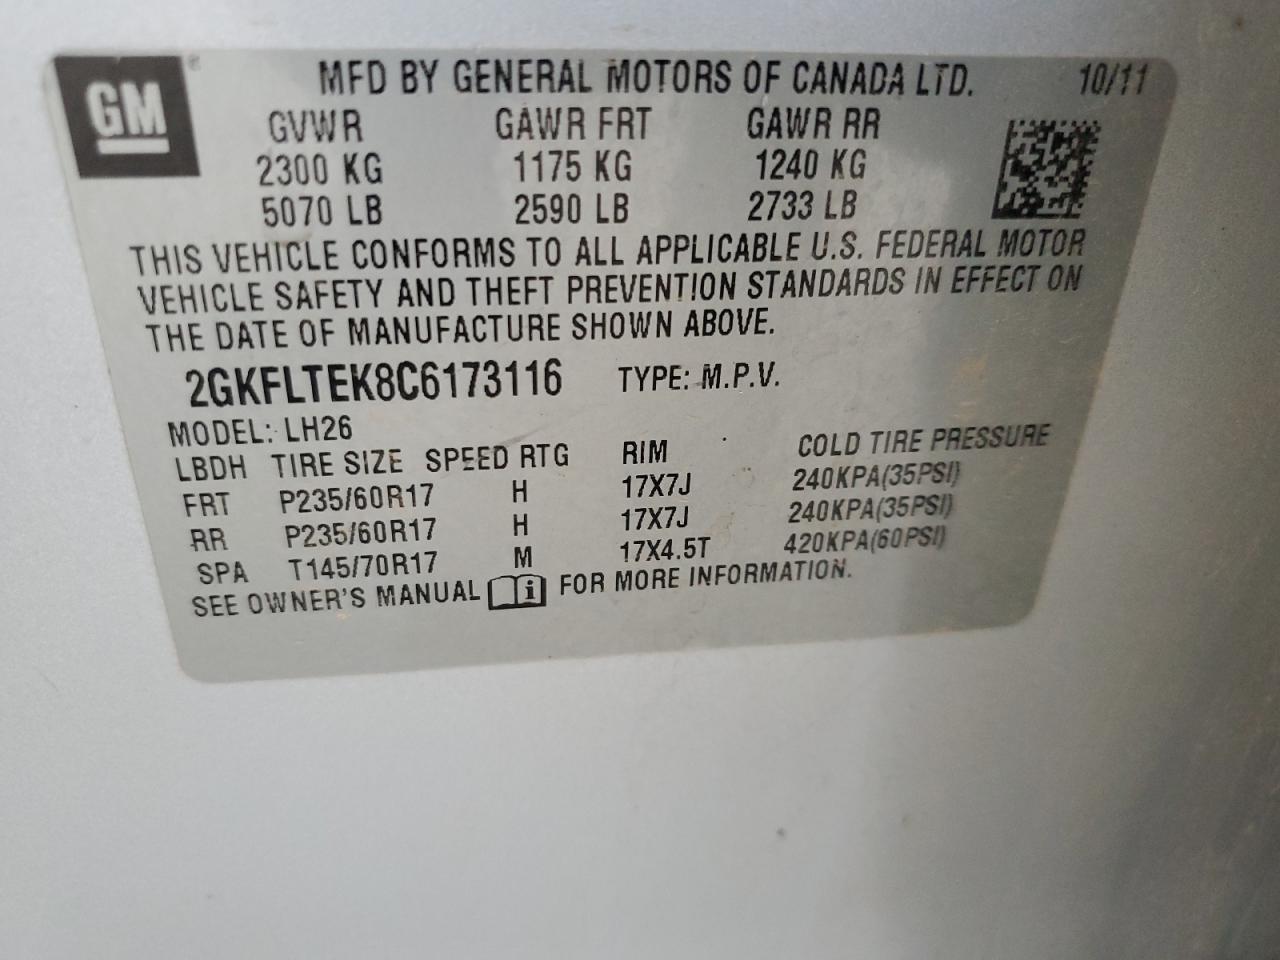 GM
MFD BY GENERAL MOTORS OF CANADA LTD. 10/11
GVWR GAWR FRT GAWR RR
2300 KG 1175 KG 1240 KG
5070 LB 2590 LB 2733 LB
THIS VEHICLE CONFORMS TO ALL APPLICABLE U.S. FEDERAL MOTOR
VEHICLE SAFETY AND THEFT PREVENTION STANDARDS IN EFFECT ON
THE DATE OF MANUFACTURE SHOWN ABOVE.
2GKFLTEK8C6173116 TYPE: M.P.V.
MODEL: LH26
LBDH TIRE SIZE SPEED RTG RIM COLD TIRE PRESSURE
FRT P235/60R17 H 17X7J 240KPA(35PSI)
RR P235/60R17 H 17X7J 240KPA(35PSI)
SPA T145/70R17 M 17X4.5T 420KPA(60PSI)
SEE OWNER'S MANUAL i FOR MORE INFORMATION.